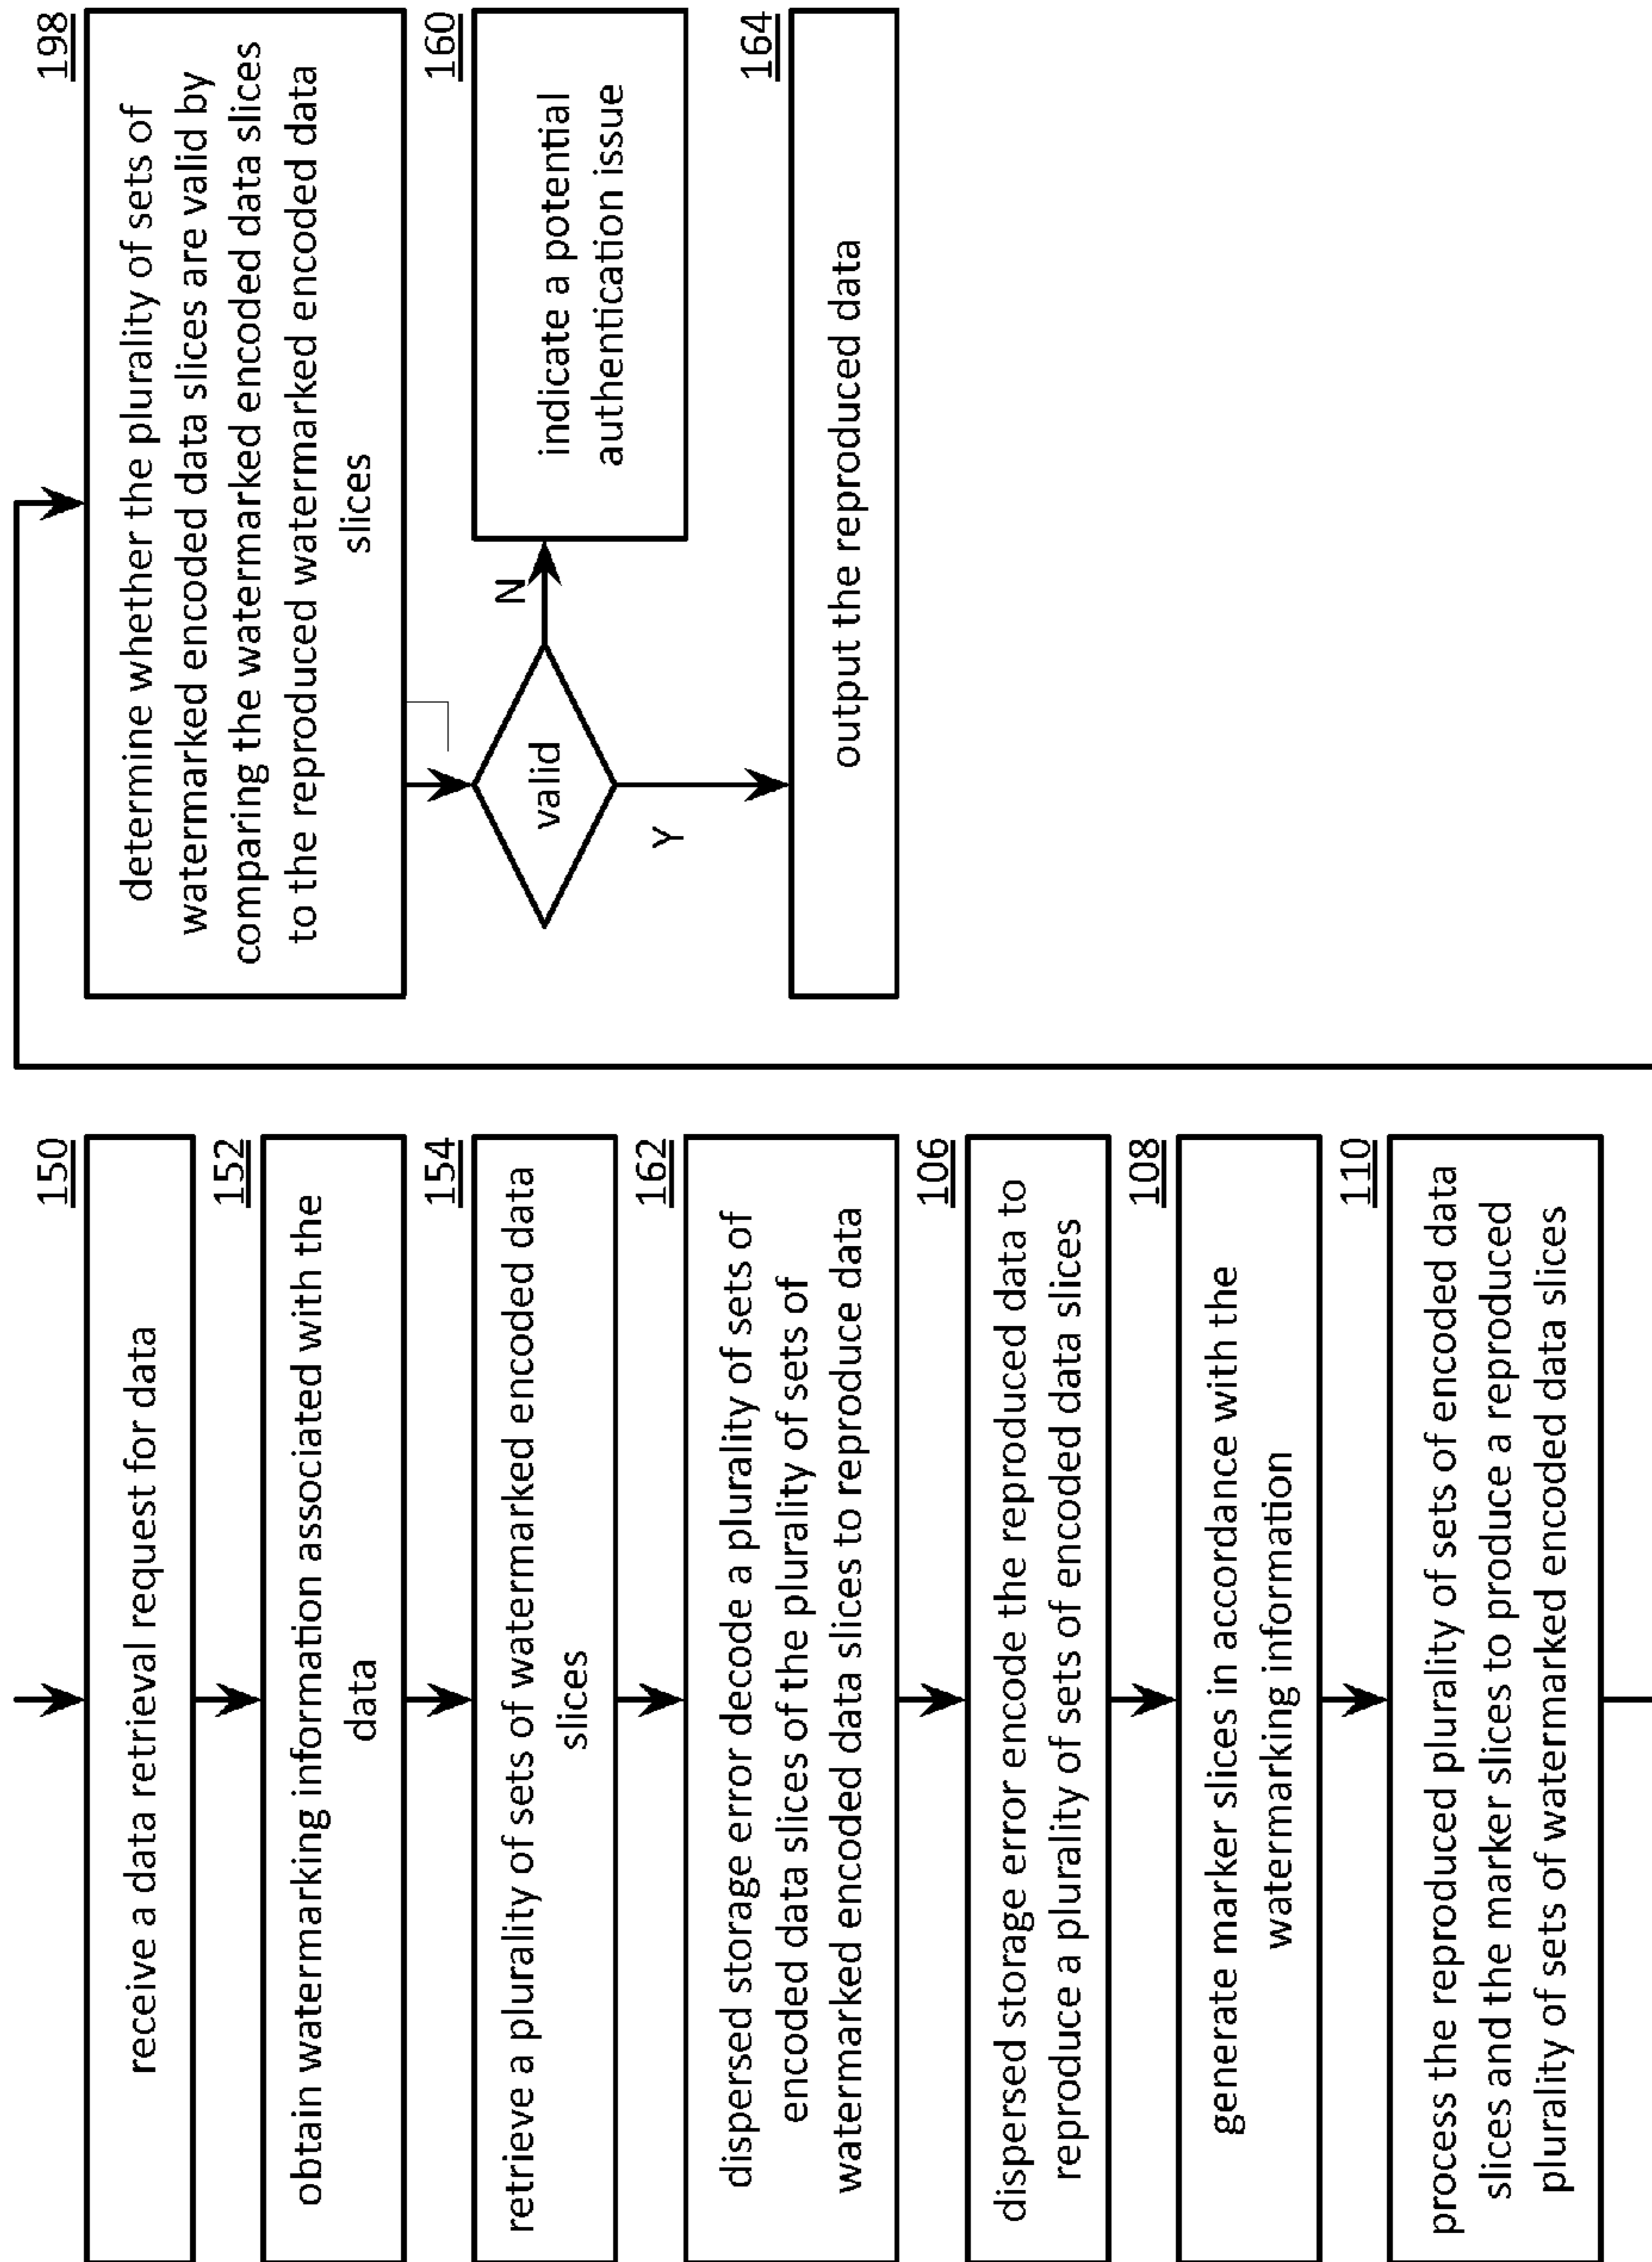 150
receive a data retrieval request for data
152
obtain watermarking information associated with the
data
154
retrieve a plurality of sets of watermarked encoded data
slices
162
dispersed storage error decode a plurality of sets of
encoded data slices of the plurality of sets of
watermarked encoded data slices to reproduce data
106
dispersed storage error encode the reproduced data to
reproduce a plurality of sets of encoded data slices
108
generate marker slices in accordance with the
watermarking information
110
process the reproduced plurality of sets of encoded data
slices and the marker slices to produce a reproduced
plurality of sets of watermarked encoded data slices
198
determine whether the plurality of sets of
watermarked encoded data slices are valid by
comparing the watermarked encoded data slices
to the reproduced watermarked encoded data
slices
valid
N
160
indicate a potential
authentication issue
Y
164
output the reproduced data